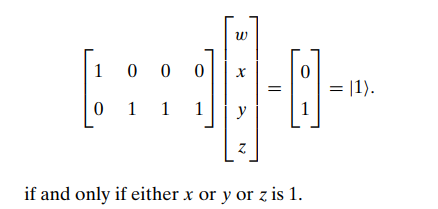 [ 1 0 0 0
0 1 1 1 ] [ w
x
y
z ] = [ 0
1 ] = |1⟩.
if and only if either x or y or z is 1.